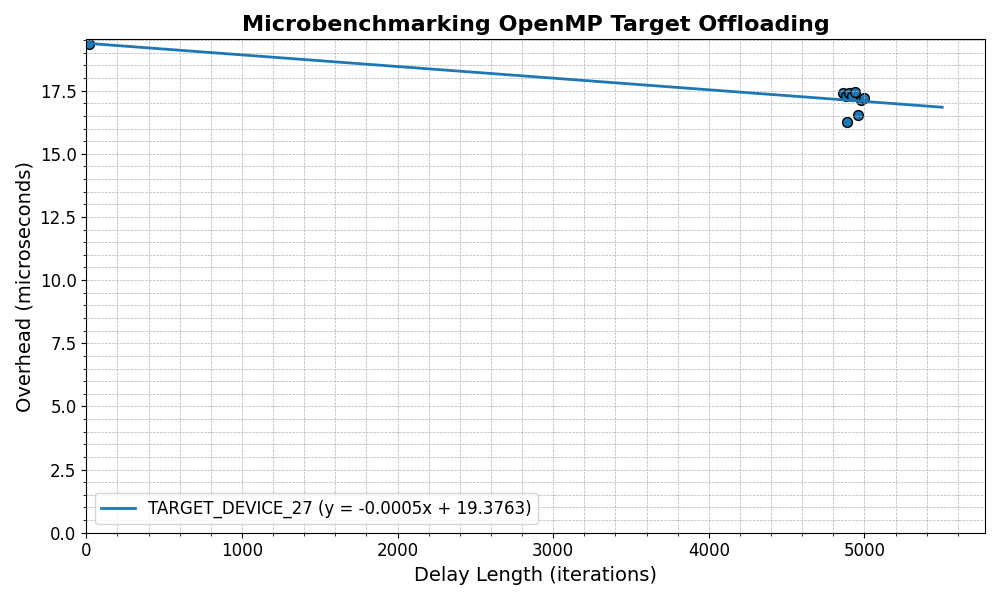 Microbenchmarking OpenMP Target Offloading
Overhead (microseconds)
17.5
15.0
12.5
10.0
7.5
5.0
2.5
0.0
TARGET_DEVICE_27 (y = -0.0005x + 19.3763)
0 1000 2000 3000 4000 5000
Delay Length (iterations)